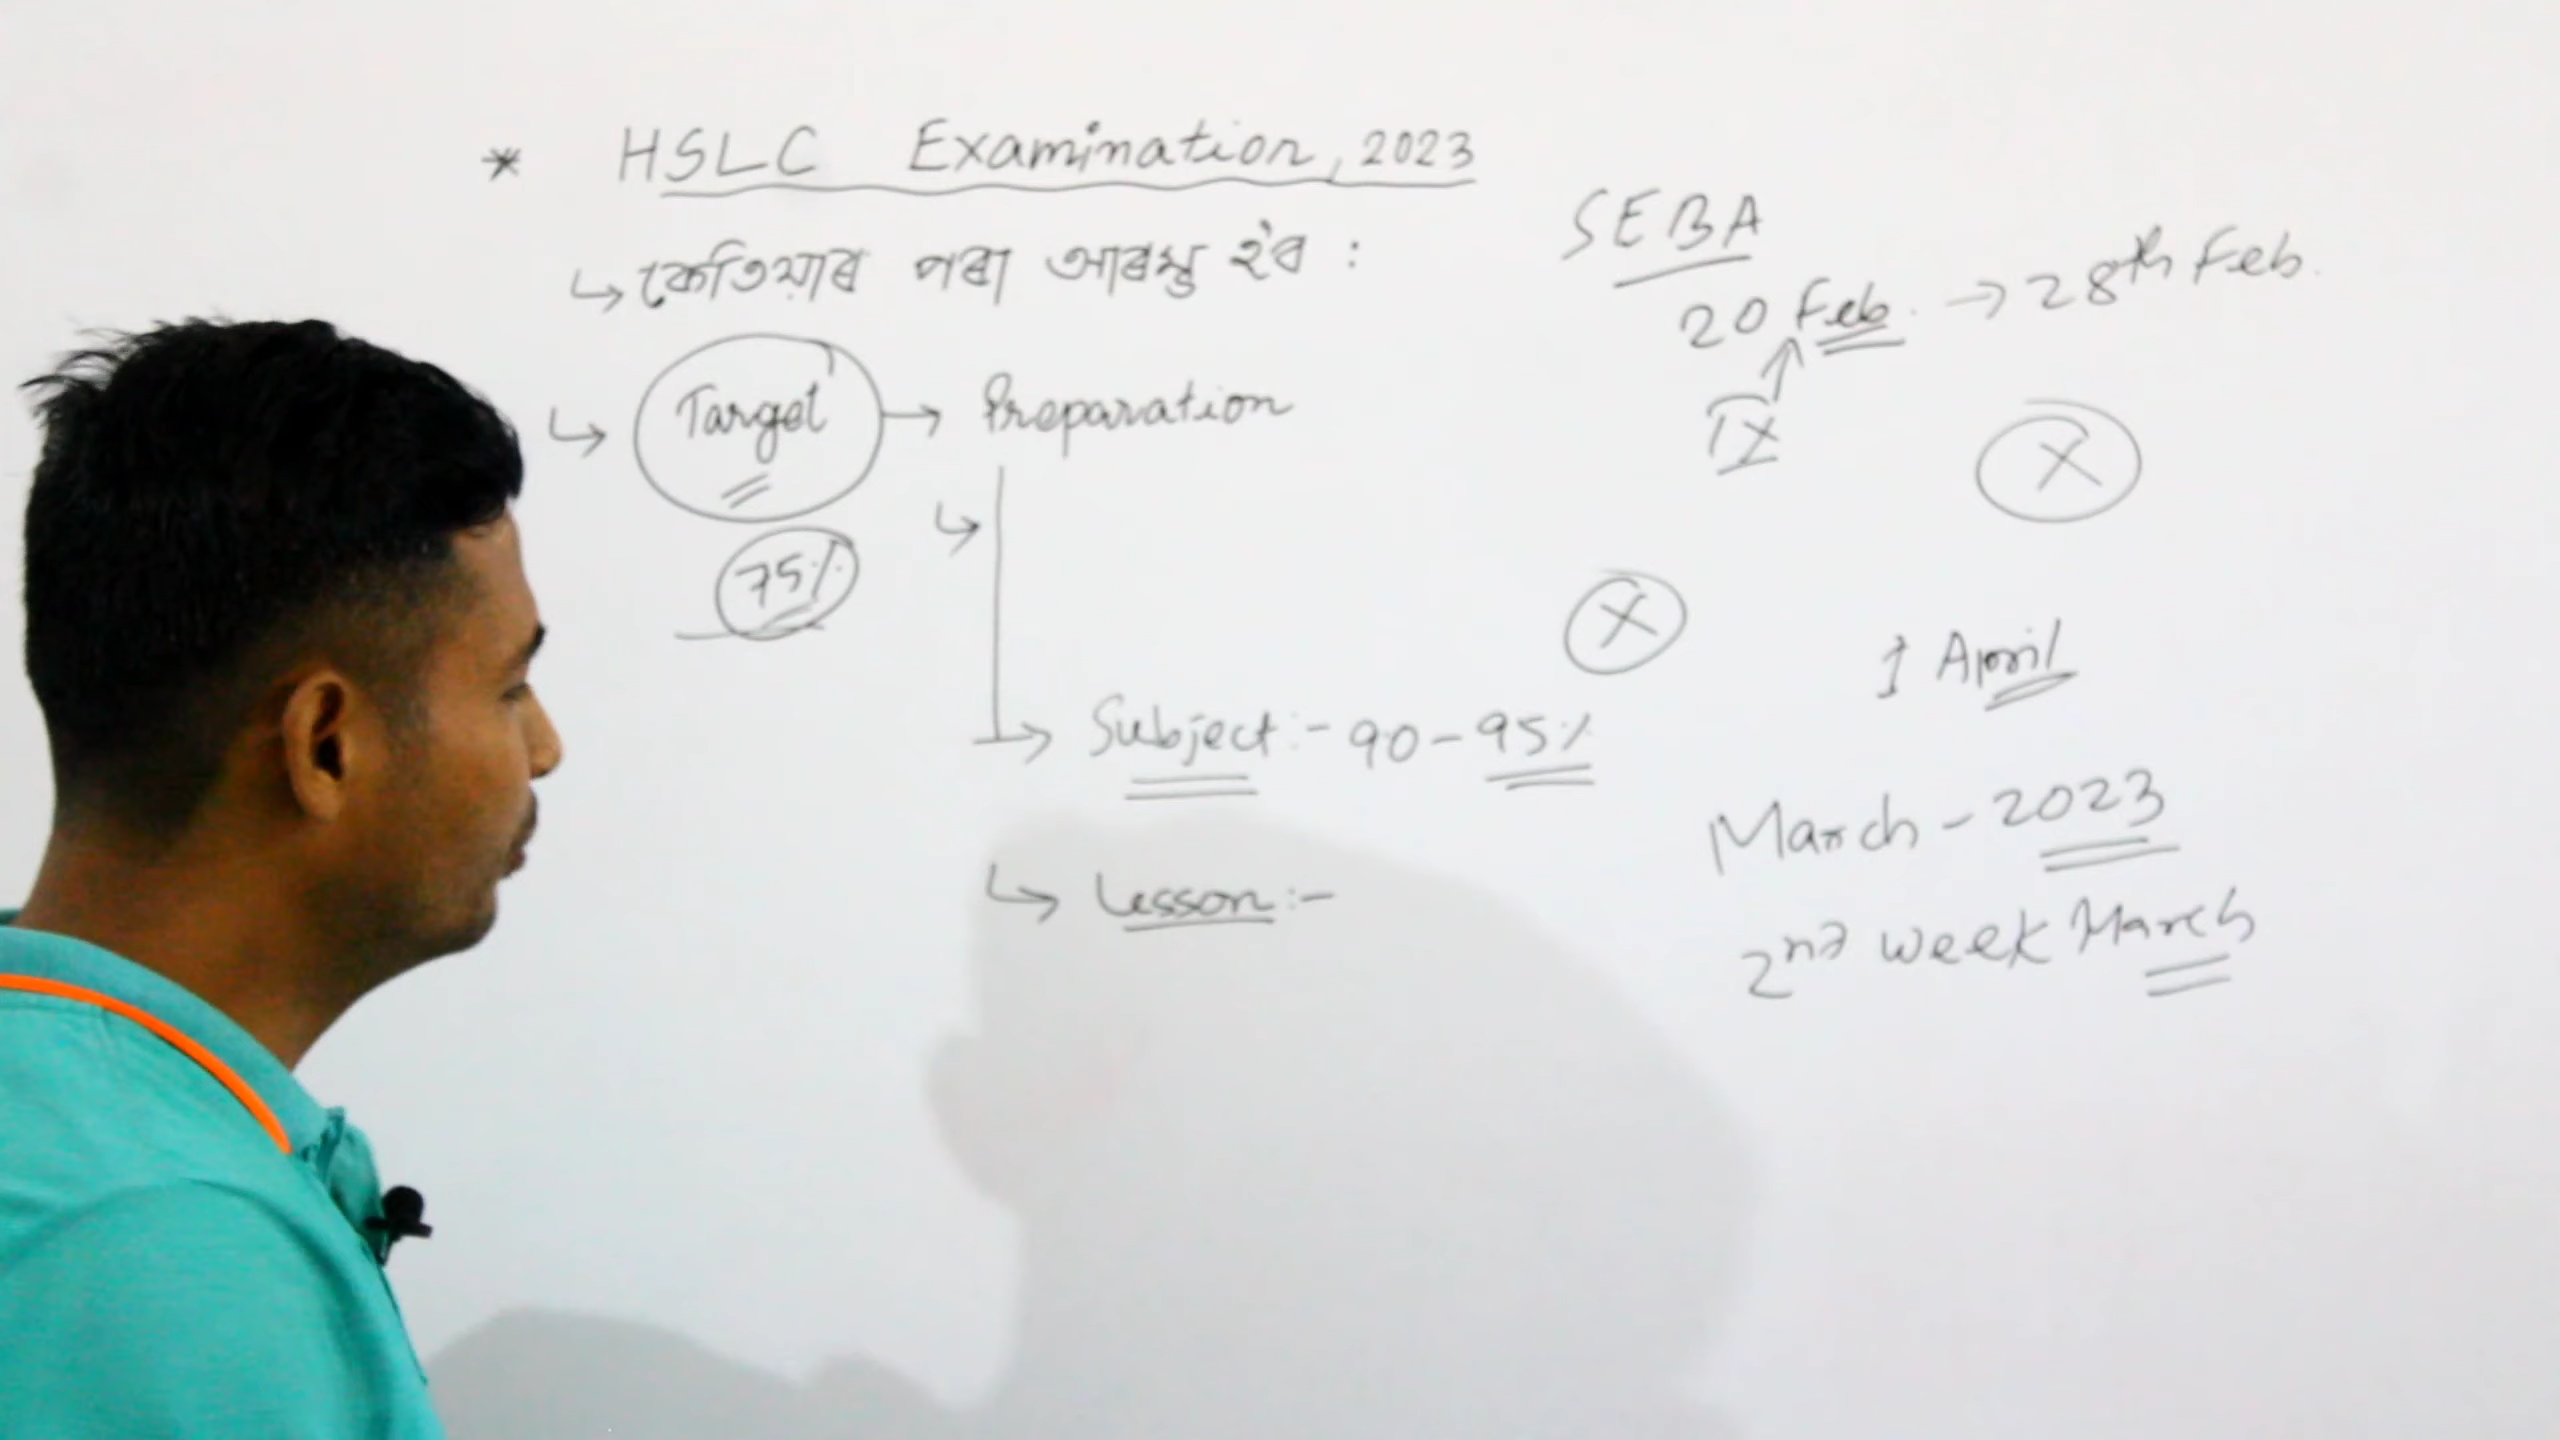 * HSLC Examination, 2023
↳ কেতিয়াৰ পৰা আৰম্ভ হ'ব :
↳ Target → Preparation
75%
↳
→ Subject :- 90-95%
↳ Lesson :-
SEBA
20 Feb. → 28th Feb.
IX
X
X
1 April
March - 2023
2nd week March